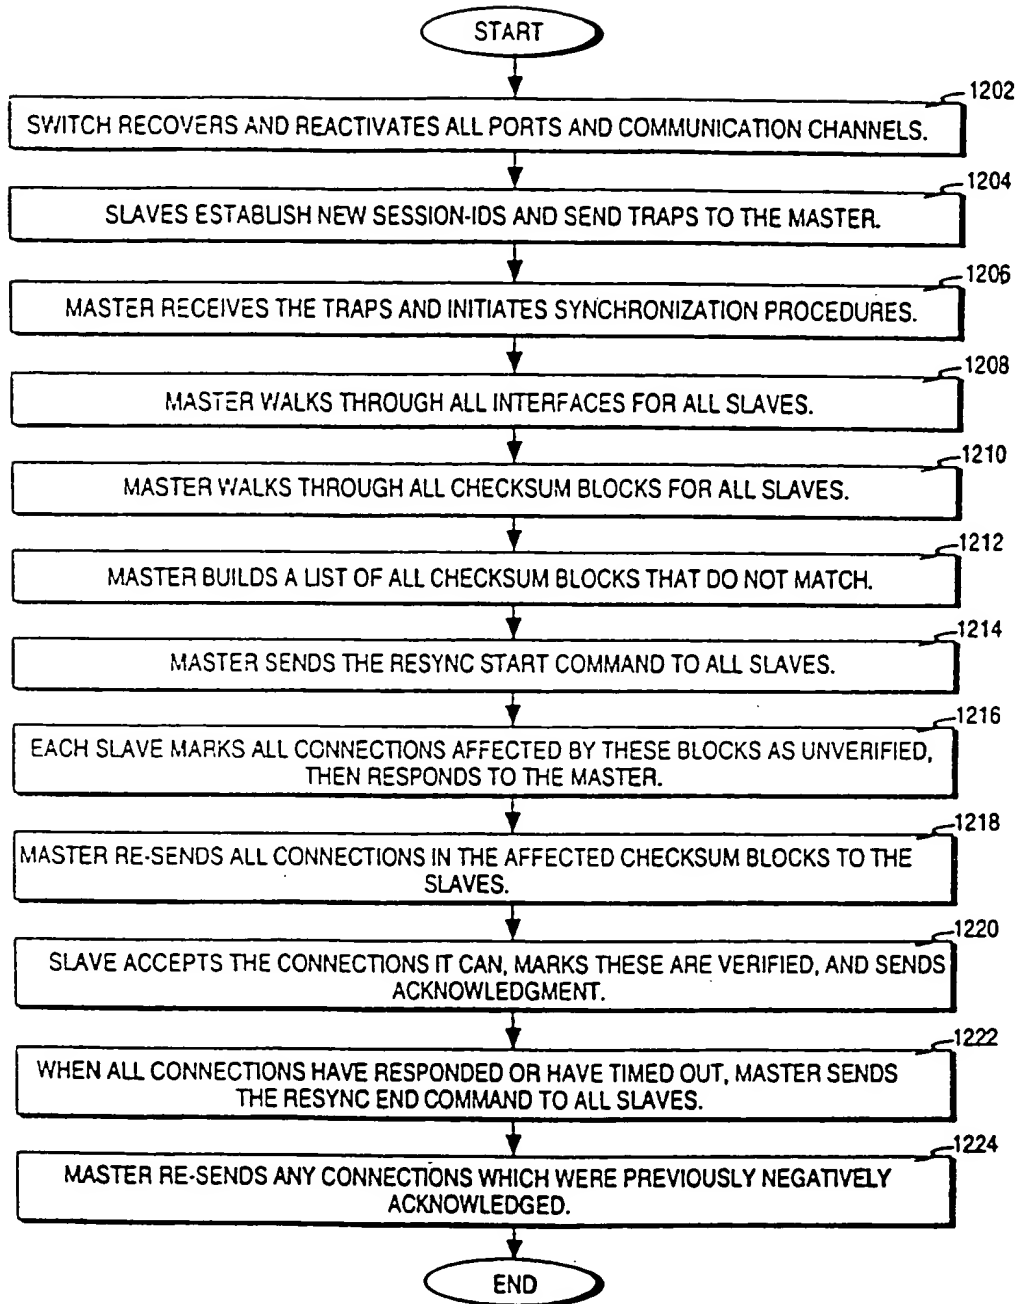 START
1202
SWITCH RECOVERS AND REACTIVATES ALL PORTS AND COMMUNICATION CHANNELS.
1204
SLAVES ESTABLISH NEW SESSION-IDS AND SEND TRAPS TO THE MASTER.
1206
MASTER RECEIVES THE TRAPS AND INITIATES SYNCHRONIZATION PROCEDURES.
1208
MASTER WALKS THROUGH ALL INTERFACES FOR ALL SLAVES.
1210
MASTER WALKS THROUGH ALL CHECKSUM BLOCKS FOR ALL SLAVES.
1212
MASTER BUILDS A LIST OF ALL CHECKSUM BLOCKS THAT DO NOT MATCH.
1214
MASTER SENDS THE RESYNC START COMMAND TO ALL SLAVES.
1216
EACH SLAVE MARKS ALL CONNECTIONS AFFECTED BY THESE BLOCKS AS UNVERIFIED,
THEN RESPONDS TO THE MASTER.
1218
MASTER RE-SENDS ALL CONNECTIONS IN THE AFFECTED CHECKSUM BLOCKS TO THE
SLAVES.
1220
SLAVE ACCEPTS THE CONNECTIONS IT CAN, MARKS THESE ARE VERIFIED, AND SENDS
ACKNOWLEDGMENT.
1222
WHEN ALL CONNECTIONS HAVE RESPONDED OR HAVE TIMED OUT, MASTER SENDS
THE RESYNC END COMMAND TO ALL SLAVES.
1224
MASTER RE-SENDS ANY CONNECTIONS WHICH WERE PREVIOUSLY NEGATIVELY
ACKNOWLEDGED.
END